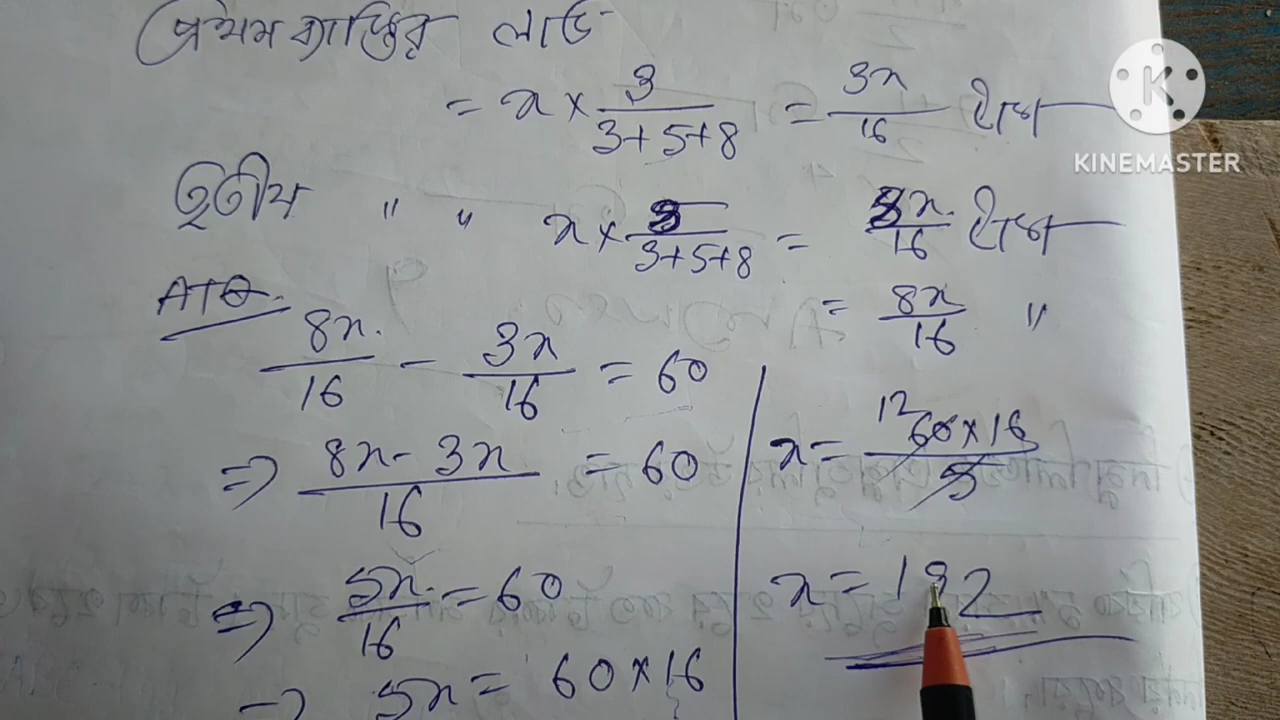 প্রথম ব্যক্তির লাভ
= x × 3/(3+5+8) = 3x/16 টাকা
তৃতীয় " " x × 8/(3+5+8) = 8x/16 টাকা
= 8x/16 "
ATQ.
8x/16 - 3x/16 = 60
⇒ (8x - 3x)/16 = 60
⇒ 5x/16 = 60
⇒ 5x = 60 × 16
x = 12 60 × 16/5
x = 192
KINEMASTER